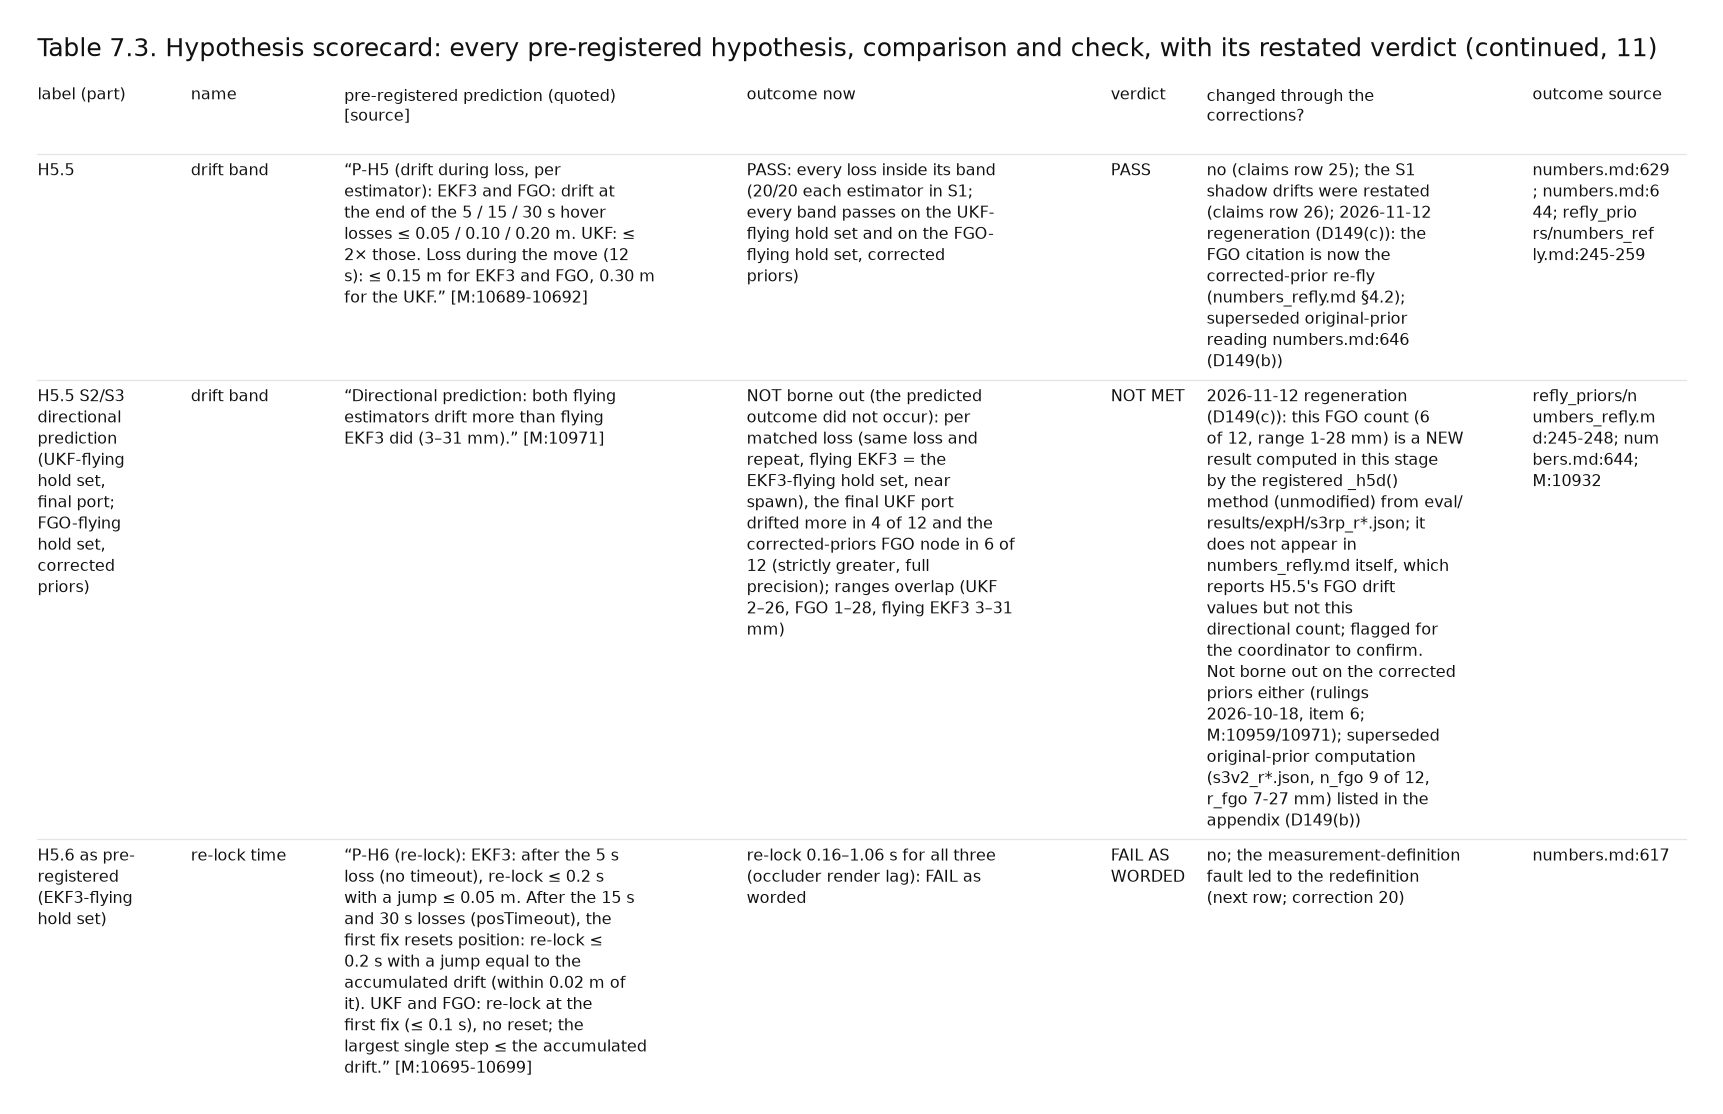 Table 7.3. Hypothesis scorecard: every pre-registered hypothesis, comparison and check, with its restated verdict (continued, 11)
label (part)
name
pre-registered prediction (quoted)
[source]
outcome now
verdict
changed through the
corrections?
outcome source
H5.5
drift band
“P-H5 (drift during loss, per
estimator): EKF3 and FGO: drift at
the end of the 5 / 15 / 30 s hover
losses ≤ 0.05 / 0.10 / 0.20 m. UKF: ≤
2× those. Loss during the move (12
s): ≤ 0.15 m for EKF3 and FGO, 0.30 m
for the UKF.” [M:10689-10692]
PASS: every loss inside its band
(20/20 each estimator in S1;
every band passes on the UKF-
flying hold set and on the FGO-
flying hold set, corrected
priors)
PASS
no (claims row 25); the S1
shadow drifts were restated
(claims row 26); 2026-11-12
regeneration (D149(c)): the
FGO citation is now the
corrected-prior re-fly
(numbers_refly.md §4.2);
superseded original-prior
reading numbers.md:646
(D149(b))
numbers.md:629
; numbers.md:6
44; refly_prio
rs/numbers_ref
ly.md:245-259
H5.5 S2/S3
directional
prediction
(UKF-flying
hold set,
final port;
FGO-flying
hold set,
corrected
priors)
drift band
“Directional prediction: both flying
estimators drift more than flying
EKF3 did (3–31 mm).” [M:10971]
NOT borne out (the predicted
outcome did not occur): per
matched loss (same loss and
repeat, flying EKF3 = the
EKF3-flying hold set, near
spawn), the final UKF port
drifted more in 4 of 12 and the
corrected-priors FGO node in 6 of
12 (strictly greater, full
precision); ranges overlap (UKF
2–26, FGO 1–28, flying EKF3 3–31
mm)
NOT MET
2026-11-12 regeneration
(D149(c)): this FGO count (6
of 12, range 1-28 mm) is a NEW
result computed in this stage
by the registered _h5d()
method (unmodified) from eval/
results/expH/s3rp_r*.json; it
does not appear in
numbers_refly.md itself, which
reports H5.5's FGO drift
values but not this
directional count; flagged for
the coordinator to confirm.
Not borne out on the corrected
priors either (rulings
2026-10-18, item 6;
M:10959/10971); superseded
original-prior computation
(s3v2_r*.json, n_fgo 9 of 12,
r_fgo 7-27 mm) listed in the
appendix (D149(b))
refly_priors/n
umbers_refly.m
d:245-248; num
bers.md:644;
M:10932
H5.6 as pre-
registered
(EKF3-flying
hold set)
re-lock time
“P-H6 (re-lock): EKF3: after the 5 s
loss (no timeout), re-lock ≤ 0.2 s
with a jump ≤ 0.05 m. After the 15 s
and 30 s losses (posTimeout), the
first fix resets position: re-lock ≤
0.2 s with a jump equal to the
accumulated drift (within 0.02 m of
it). UKF and FGO: re-lock at the
first fix (≤ 0.1 s), no reset; the
largest single step ≤ the accumulated
drift.” [M:10695-10699]
re-lock 0.16–1.06 s for all three
(occluder render lag): FAIL as
worded
FAIL AS
WORDED
no; the measurement-definition
fault led to the redefinition
(next row; correction 20)
numbers.md:617